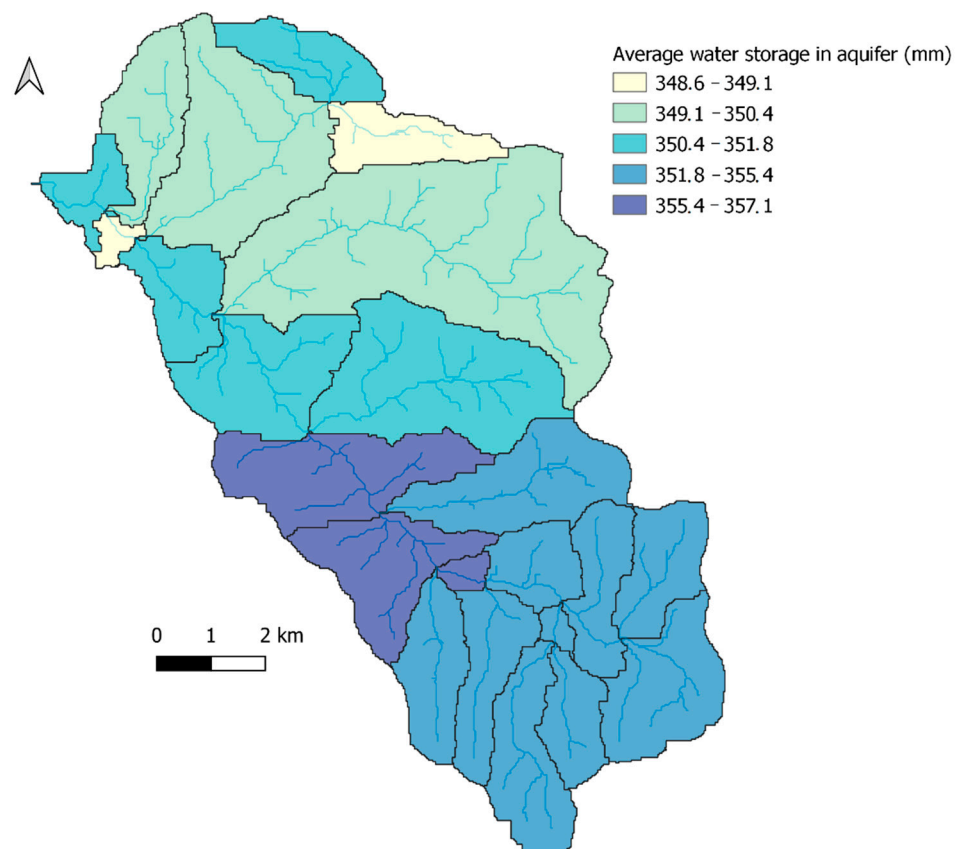 Average water storage in aquifer (mm)
348.6 – 349.1
349.1 – 350.4
350.4 – 351.8
351.8 – 355.4
355.4 – 357.1
0 1 2 km